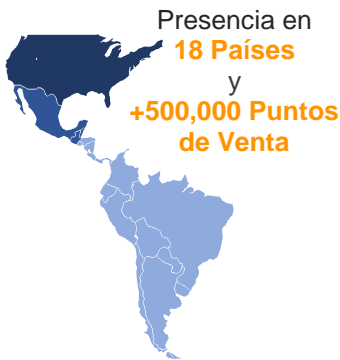 Presencia en
18 Países
y
+500,000 Puntos
de Venta